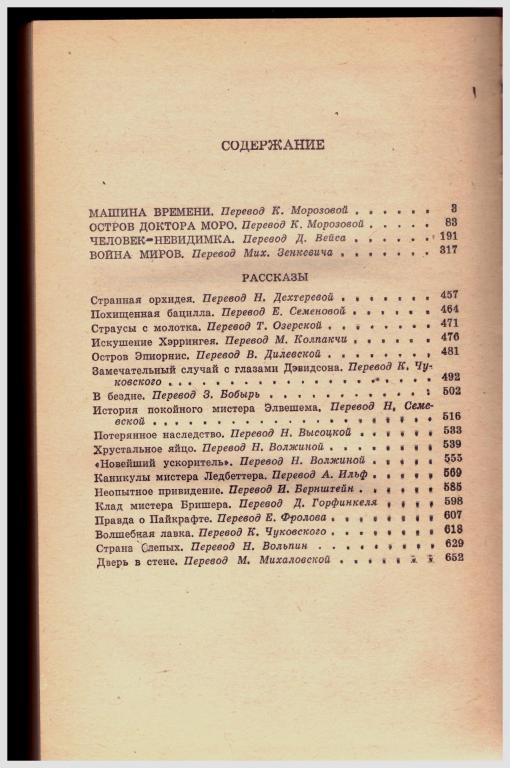 СОДЕРЖАНИЕ
МАШИНА ВРЕМЕНИ. Перевод К. Морозовой . . . . . . 3
ОСТРОВ ДОКТОРА МОРО. Перевод К. Морозовой . . . . . 83
ЧЕЛОВЕК-НЕВИДИМКА. Перевод Д. Вейса . . . . . . 191
ВОЙНА МИРОВ. Перевод Мих. Зенкевича . . . . . . . 317
РАССКАЗЫ
Странная орхидея. Перевод Н. Дехтеревой . . . . . . . 457
Похищенная бацилла. Перевод Е. Семеновой . . . . . . 464
Страусы с молотка. Перевод Т. Озерской . . . . . . . . 471
Искушение Хэррингея. Перевод М. Колпакчи . . . . . . 476
Остров Эпиорнис. Перевод В. Дилевской . . . . . . . . 481
Замечательный случай с глазами Дэвидсона. Перевод К. Чу-
ковского . . . . . . . . . . . . . . . . . . . 492
В бездне. Перевод З. Бобырь . . . . . . . . . . . . 502
История покойного мистера Элвешема. Перевод Н. Семе-
вской . . . . . . . . . . . . . . . . . . . . 516
Потерянное наследство. Перевод Н. Высоцкой . . . . . . 533
Хрустальное яйцо. Перевод Н. Волжиной . . . . . . . . 539
«Новейший ускоритель». Перевод Н. Волжиной . . . . . 555
Каникулы мистера Ледбеттера. Перевод А. Ильф . . . . . 569
Неопытное привидение. Перевод И. Бернштейн . . . . . . 585
Клад мистера Бришера. Перевод Д. Горфинкеля . . . . . 598
Правда о Пайкрафте. Перевод Е. Фролова . . . . . . . 607
Волшебная лавка. Перевод К. Чуковского . . . . . . . . 618
Страна Слепых. Перевод Н. Вольпин . . . . . . . . . 629
Дверь в стене. Перевод М. Михаловской . . . . . . . . 652